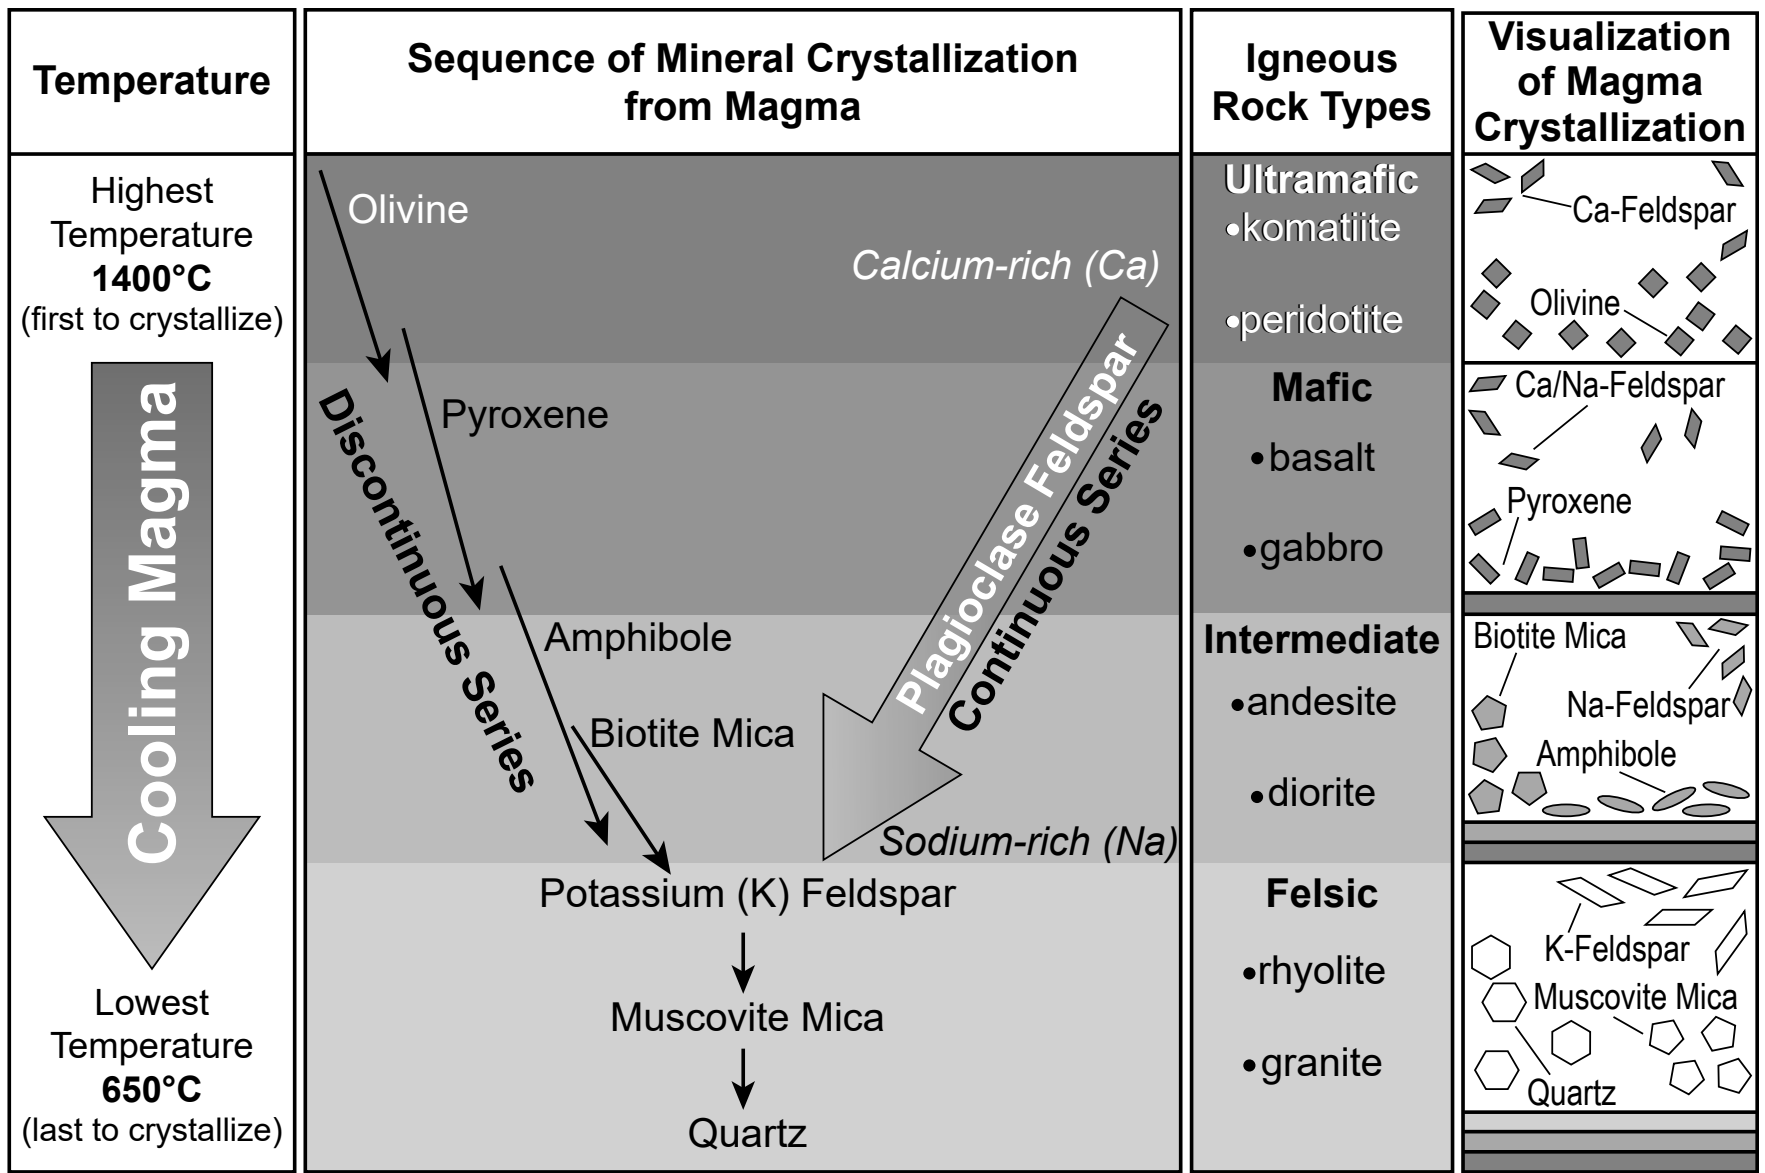 Temperature
Sequence of Mineral Crystallization
from Magma
Igneous
Rock Types
Visualization
of Magma
Crystallization
Highest
Temperature
1400°C
(first to crystallize)
Cooling Magma
Lowest
Temperature
650°C
(last to crystallize)
Olivine
Calcium-rich (Ca)
Pyroxene
Discontinuous Series
Plagioclase Feldspar
Continuous Series
Amphibole
Biotite Mica
Sodium-rich (Na)
Potassium (K) Feldspar
Muscovite Mica
Quartz
Ultramafic
•komatiite
•peridotite
Mafic
•basalt
•gabbro
Intermediate
•andesite
•diorite
Felsic
•rhyolite
•granite
Ca-Feldspar
Olivine
Ca/Na-Feldspar
Pyroxene
Biotite Mica
Na-Feldspar
Amphibole
K-Feldspar
Muscovite Mica
Quartz